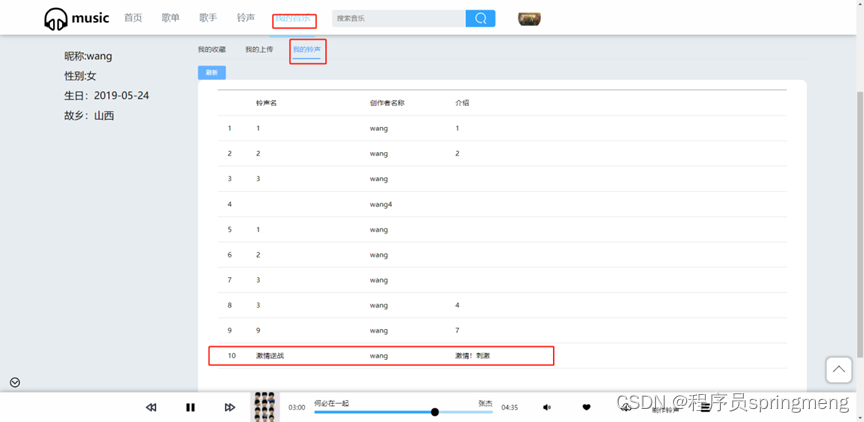 music 首页 歌单 歌手 铃声 我的音乐 搜索音乐
昵称:wang
性别:女
生日：2019-05-24
故乡：山西
我的收藏 我的上传 我的铃声
刷新
铃声名 创作者名称 介绍
1 1 wang 1
2 2 wang 2
3 3 wang
4 wang4
5 1 wang
6 2 wang
7 3 wang
8 3 wang 4
9 9 wang 7
10 激情逆战 wang 激情！刺激
何必在一起 张杰
03:00 04:35
制作铃声
CSDN @程序员springmeng